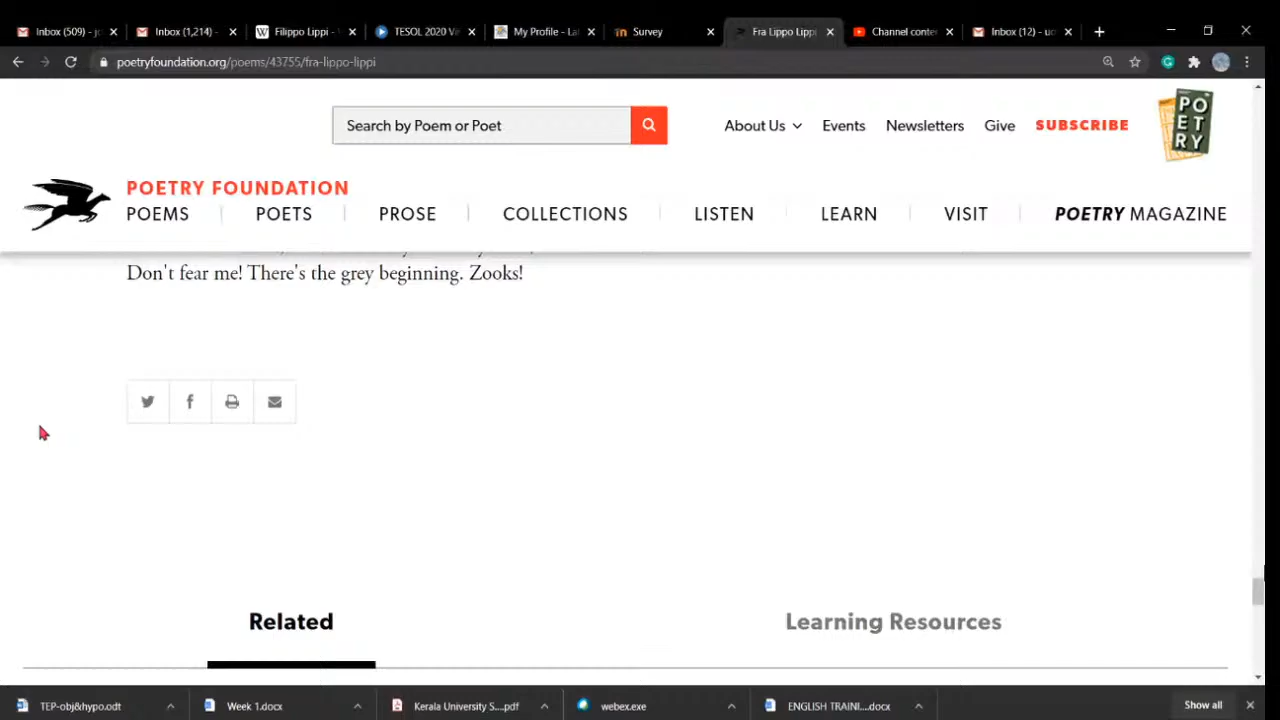 Inbox (509) - jo
Inbox (1,214) -
Filippo Lippi -
TESOL 2020 Vi
My Profile - La
Survey
Fra Lippo Lippi
Channel conte
Inbox (12) - uc
poetryfoundation.org/poems/43755/fra-lippo-lippi
Search by Poem or Poet
About Us
Events
Newsletters
Give
SUBSCRIBE
PO
ET
RY
POETRY FOUNDATION
POEMS
POETS
PROSE
COLLECTIONS
LISTEN
LEARN
VISIT
POETRY MAGAZINE
Don't fear me! There's the grey beginning. Zooks!
Related
Learning Resources
TEP-obj&hypo.odt
Week 1.docx
Kerala University S....pdf
webex.exe
ENGLISH TRAINI....docx
Show all